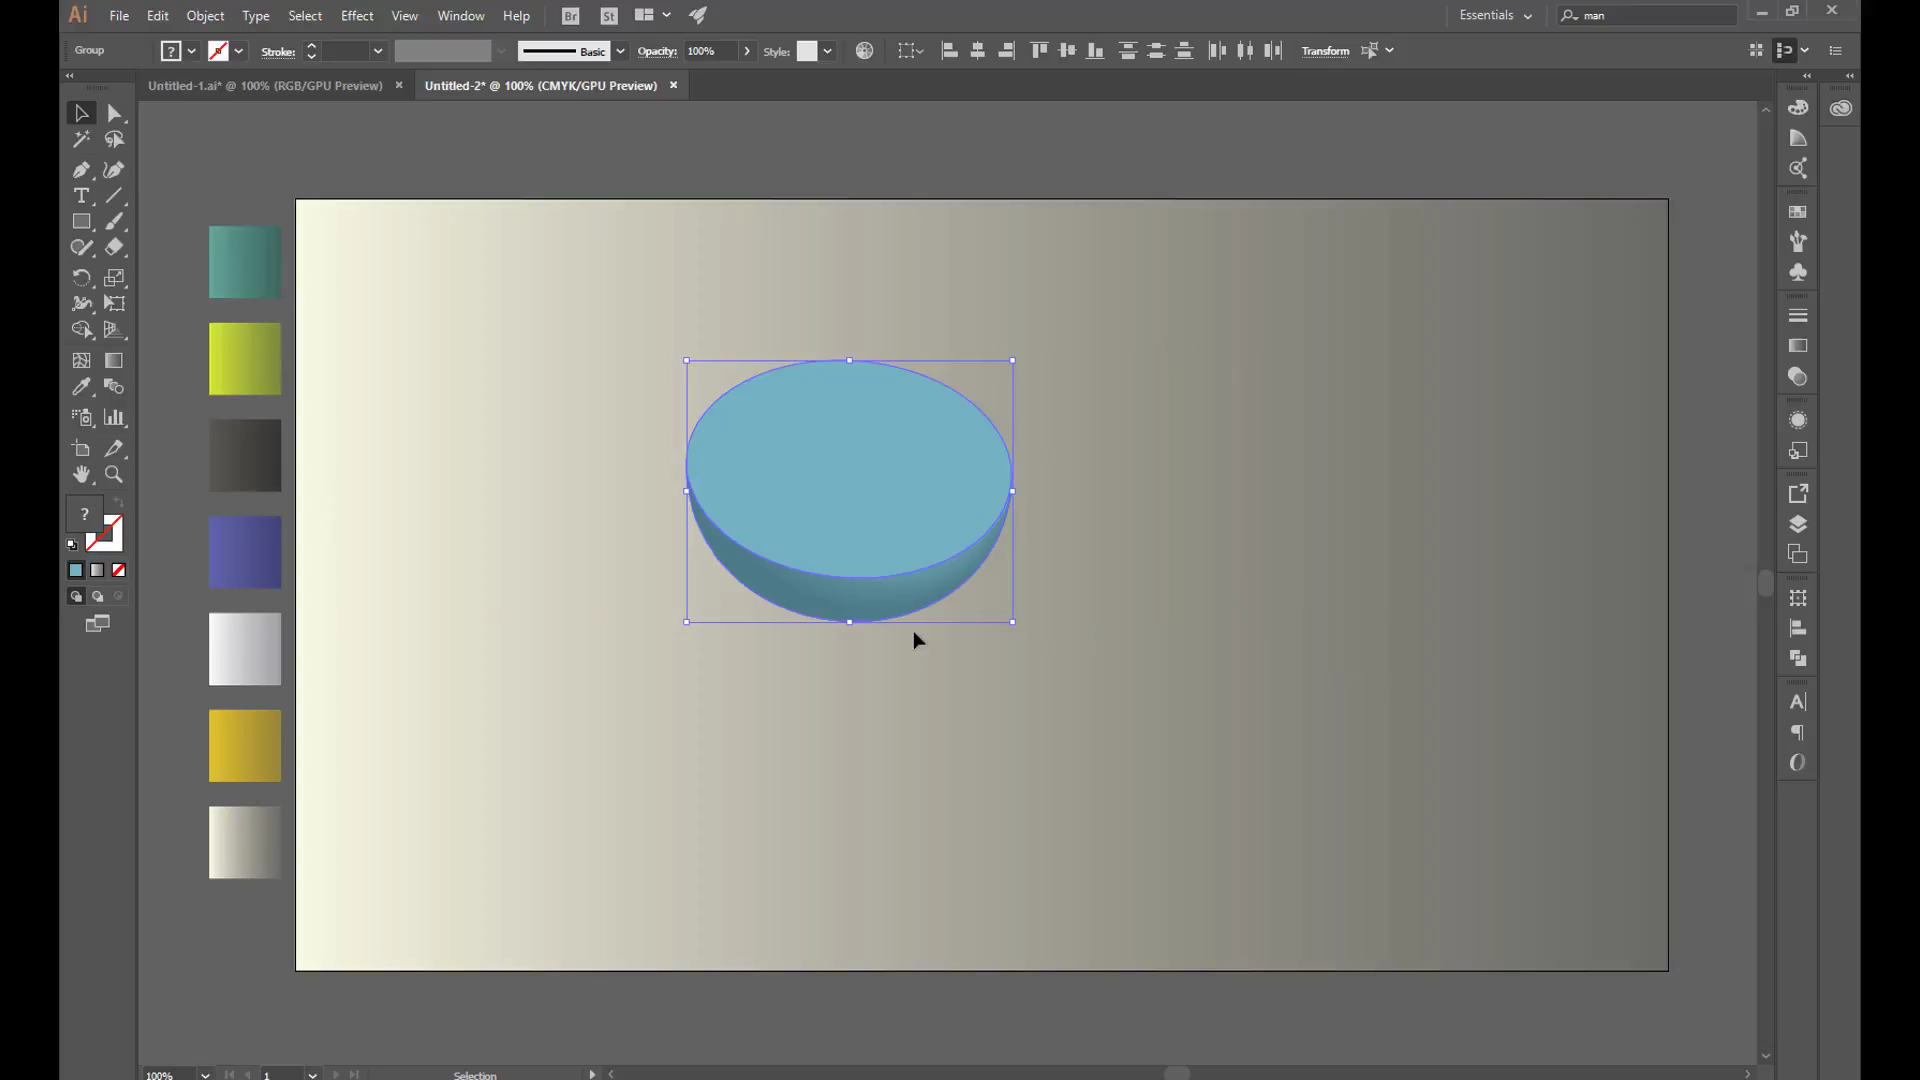 Ai File Edit Object Type Select Effect View Window Help Br St Essentials man
Group ? Stroke: Basic Opacity: 100% Style: Transform
Untitled-1.ai* @ 100% (RGB/GPU Preview) × Untitled-2* @ 100% (CMYK/GPU Preview) ×
?
100% 1 Selection